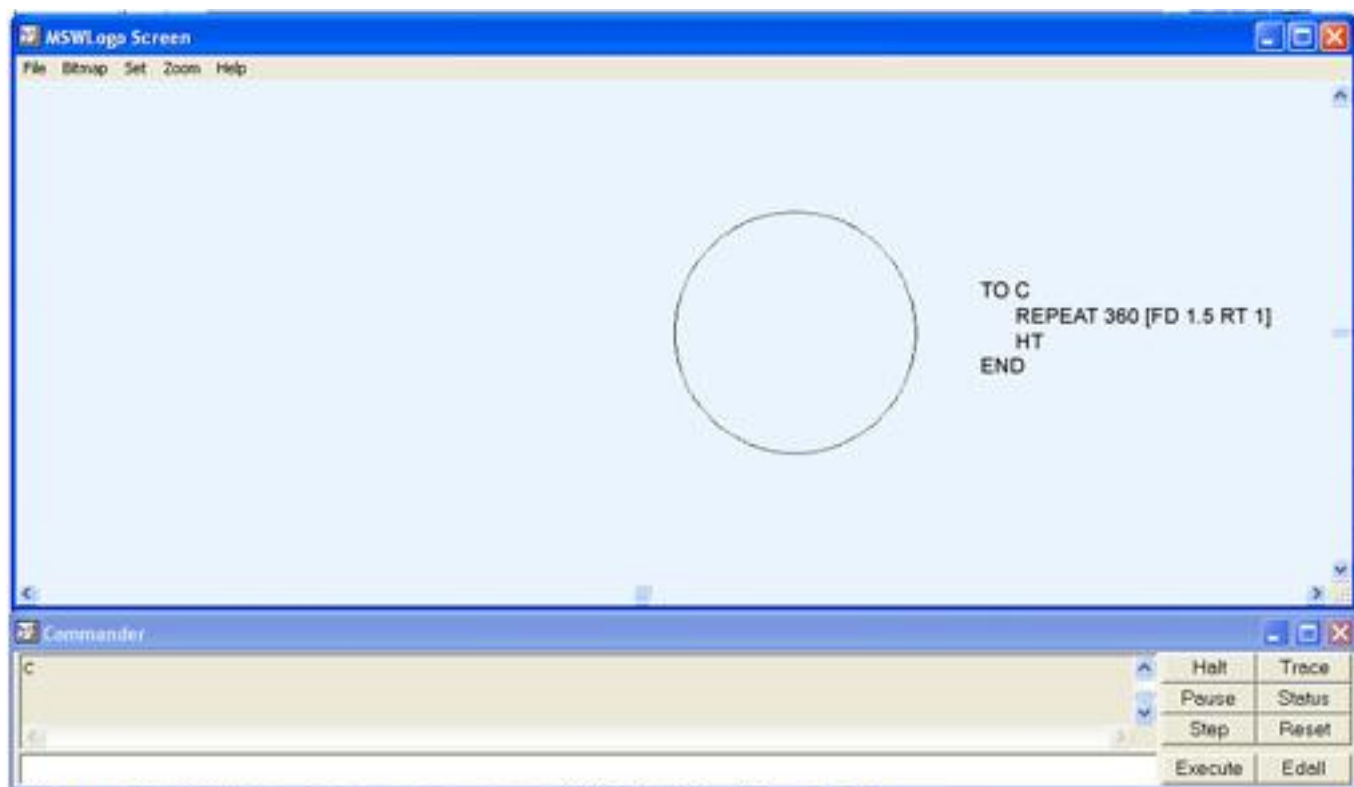 MSWLogo Screen
File Bitmap Set Zoom Help
TO C
REPEAT 360 [FD 1.5 RT 1]
HT
END
Commander
C
Halt Trace
Pause Status
Step Reset
Execute Edall